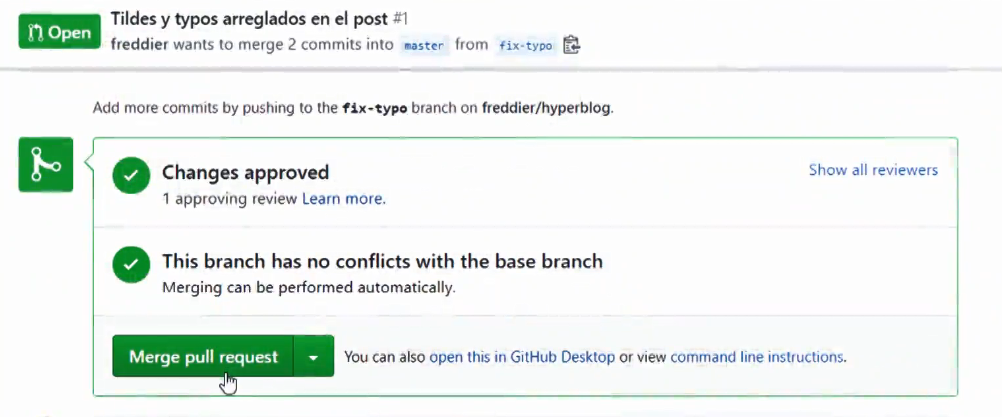 Open
Tildes y typos arreglados en el post #1
freddier wants to merge 2 commits into master from fix-typo
Add more commits by pushing to the fix-typo branch on freddier/hyperblog.
Changes approved
Show all reviewers
1 approving review Learn more.
This branch has no conflicts with the base branch
Merging can be performed automatically.
Merge pull request
You can also open this in GitHub Desktop or view command line instructions.